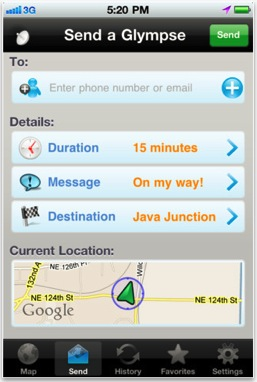 3G 5:20 PM
Send a Glympse Send
To:
Enter phone number or email
Details:
Duration 15 minutes
Message On my way!
Destination Java Junction
Current Location:
132nd A
NE 126th Pl
NE 124th St
NE 124th St
Google
Map Send History Favorites Settings